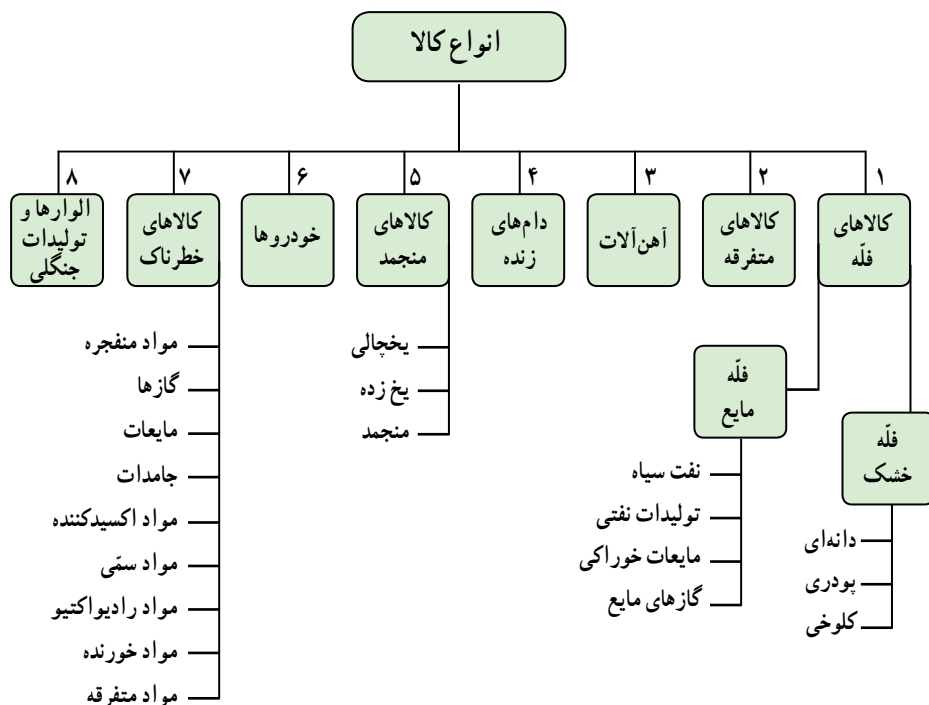 انواع کالا
۱
کالاهای
فلّه
۲
کالاهای
متفرقه
۳
آهن‌آلات
۴
دام‌های
زنده
۵
کالاهای
منجمد
۶
خودروها
۷
کالاهای
خطرناک
۸
الوارها و
تولیدات
جنگلی
فلّه
خشک
دانه‌ای
پودری
کلوخی
فلّه
مایع
نفت سیاه
تولیدات نفتی
مایعات خوراکی
گازهای مایع
یخچالی
یخ زده
منجمد
مواد منفجره
گازها
مایعات
جامدات
مواد اکسیدکننده
مواد سمّی
مواد رادیواکتیو
مواد خورنده
مواد متفرقه